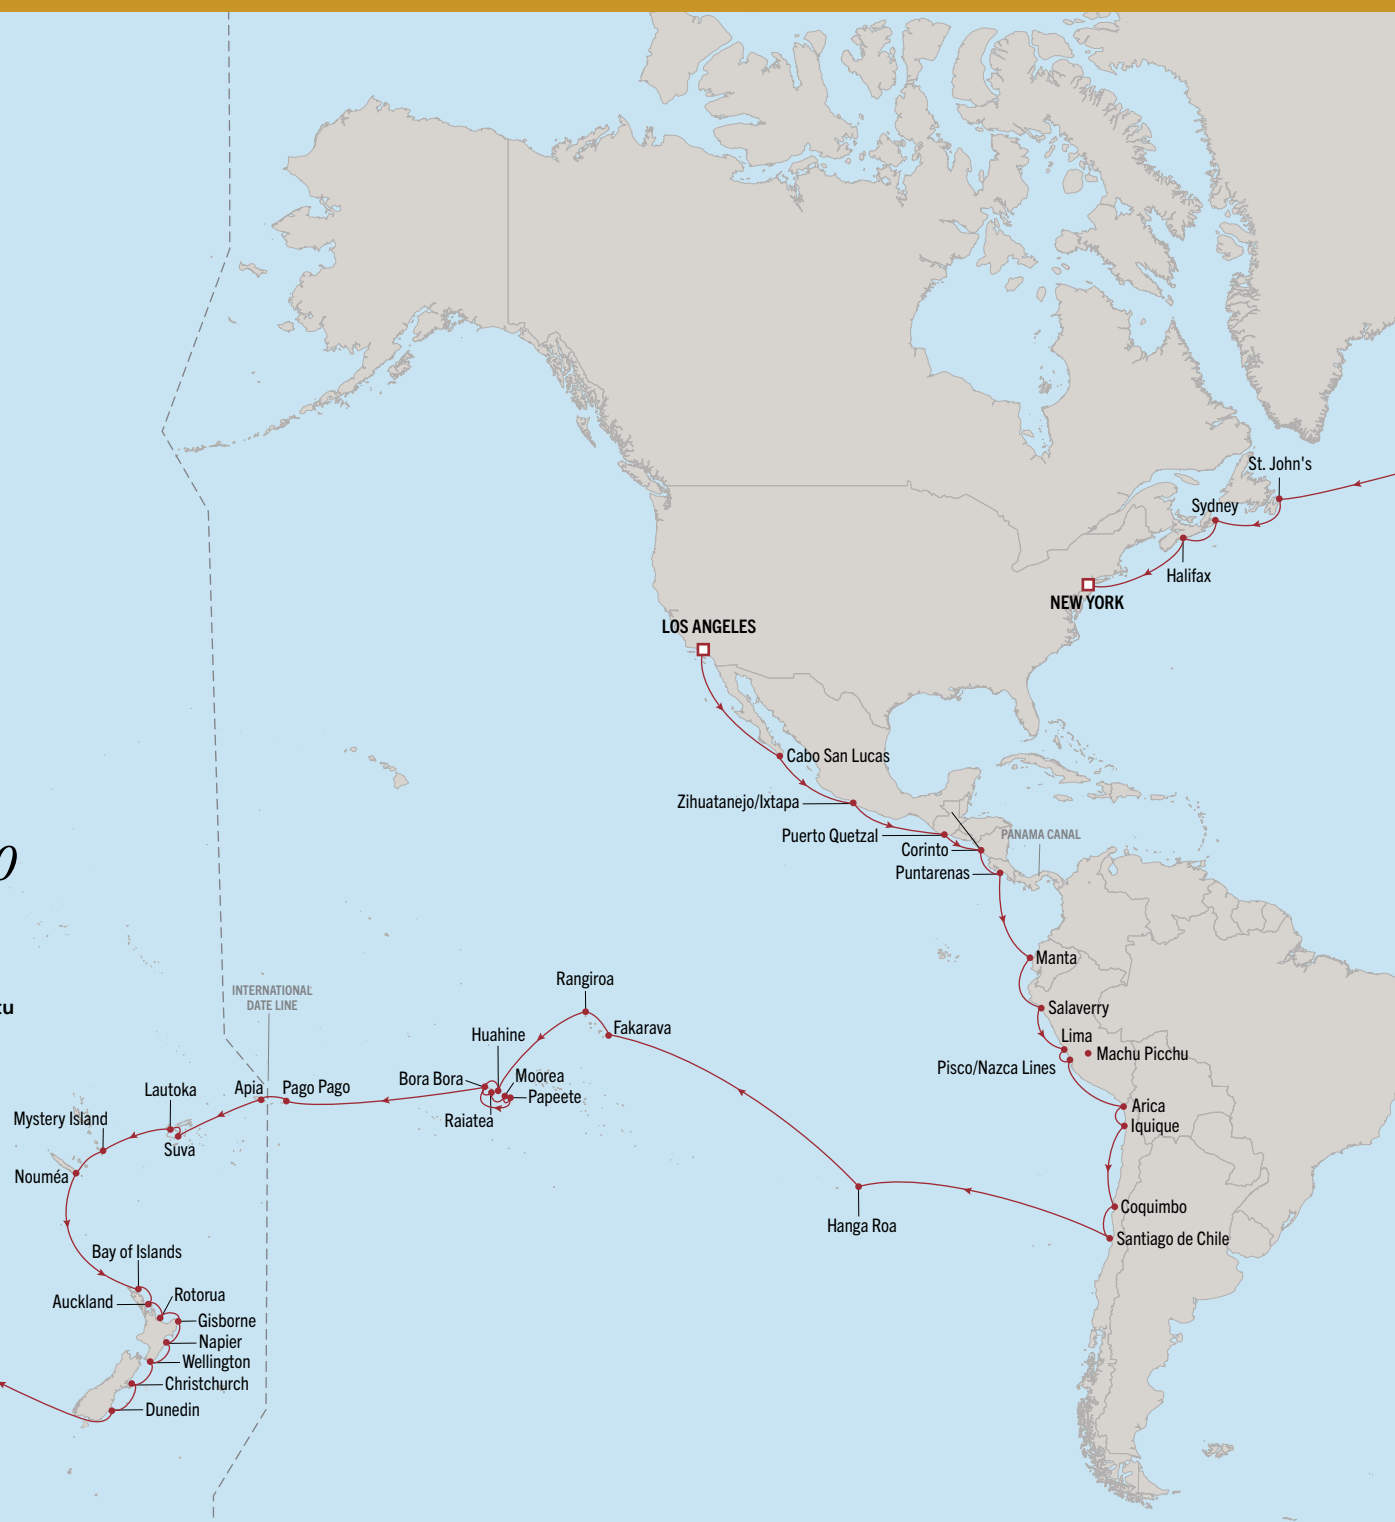 St. John's
Sydney
Halifax
NEW YORK
LOS ANGELES
Cabo San Lucas
Zihuatanejo/Ixtapa
Puerto Quetzal
PANAMA CANAL
Corinto
Puntarenas
0
Manta
Rangiroa
INTERNATIONAL
DATE LINE
tu
Salaverry
Fakarava
Huahine
Lima
Machu Picchu
Pisco/Nazca Lines
Moorea
Bora Bora
Apia
Pago Pago
Lautoka
Papeete
Arica
Mystery Island
Raiatea
Iquique
Suva
Nouméa
Coquimbo
Hanga Roa
Santiago de Chile
Bay of Islands
Rotorua
Auckland
Gisborne
Napier
Wellington
Christchurch
Dunedin